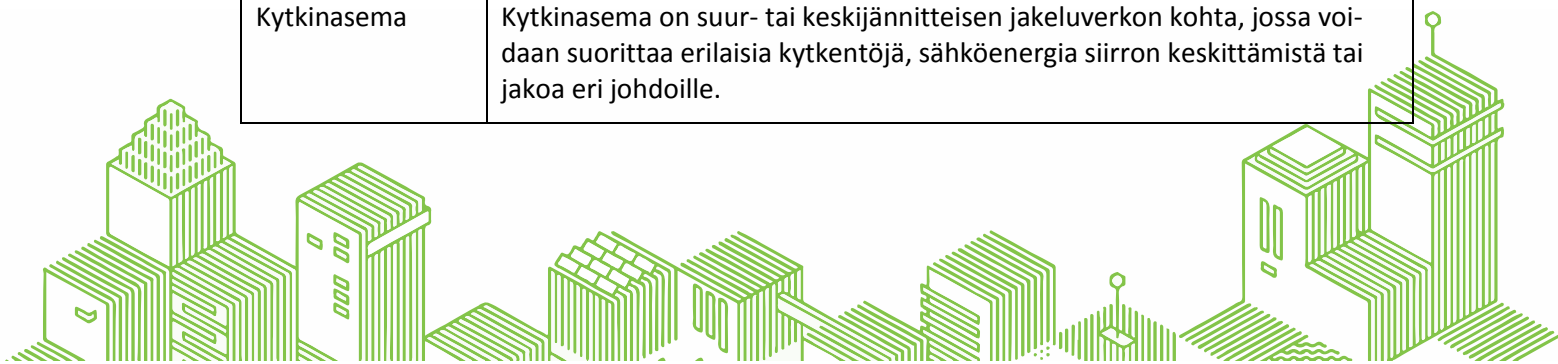 Kytkinasema Kytkinasema on suur- tai keskijännitteisen jakeluverkon kohta, jossa voi-
daan suorittaa erilaisia kytkentöjä, sähköenergia siirron keskittämistä tai
jakoa eri johdoille.